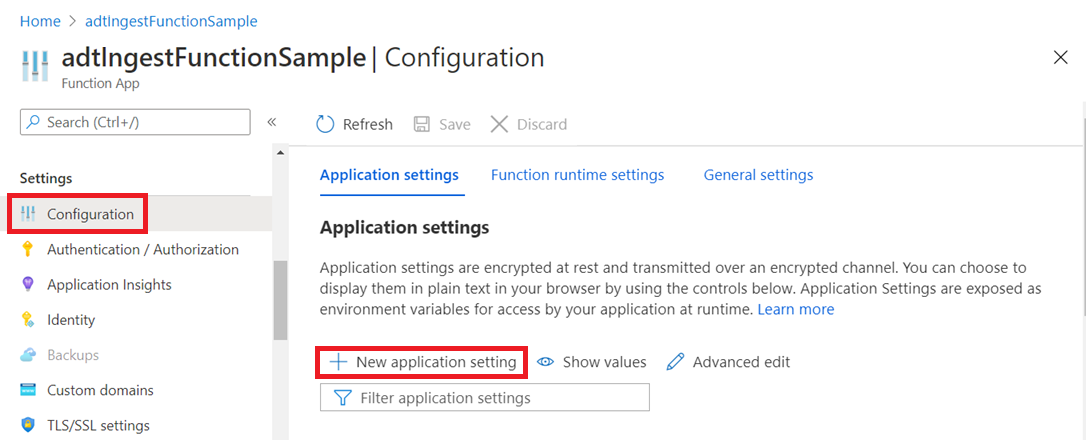 Home > adtIngestFunctionSample
adtIngestFunctionSample | Configuration
Function App
Search (Ctrl+/)
«
Refresh
Save
Discard
Settings
Configuration
Authentication / Authorization
Application Insights
Identity
Backups
Custom domains
TLS/SSL settings
Application settings
Function runtime settings
General settings
Application settings
Application settings are encrypted at rest and transmitted over an encrypted channel. You can choose to
display them in plain text in your browser by using the controls below. Application Settings are exposed as
environment variables for access by your application at runtime. Learn more
New application setting
Show values
Advanced edit
Filter application settings